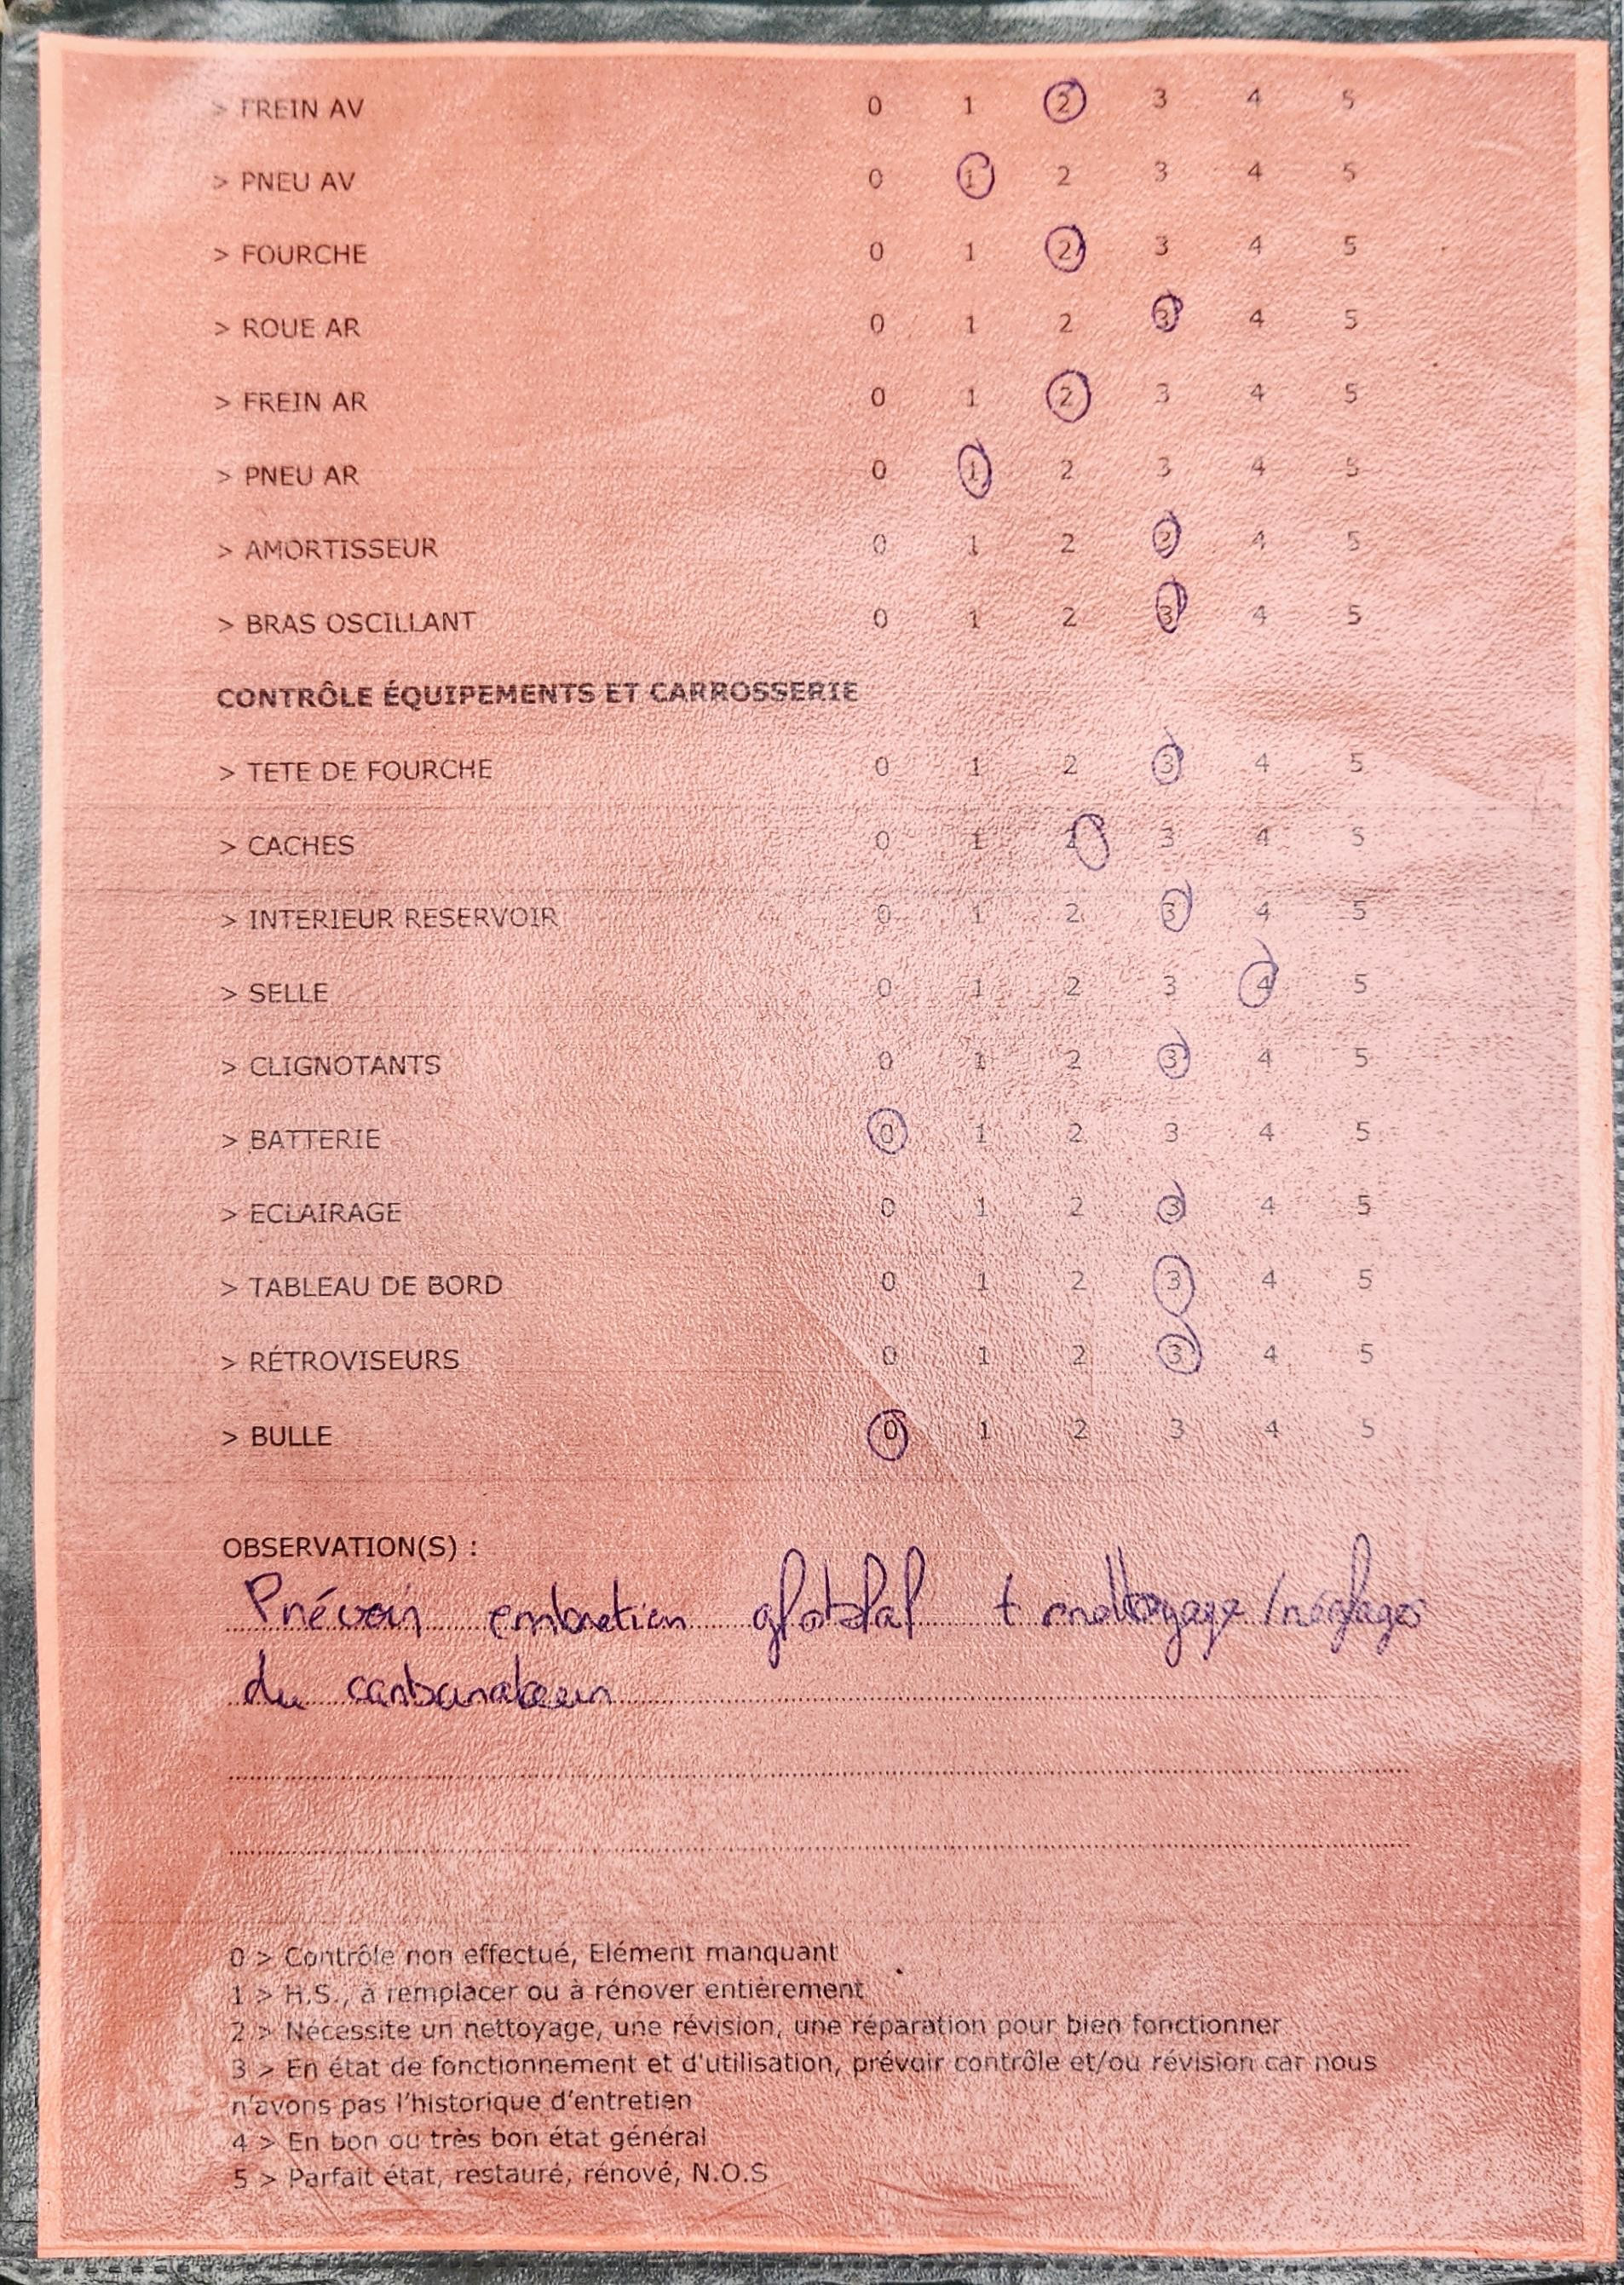 > FREIN AV 0 1 2 3 4 5
> PNEU AV 0 1 2 3 4 5
> FOURCHE 0 1 2 3 4 5
> ROUE AR 0 1 2 3 4 5
> FREIN AR 0 1 2 3 4 5
> PNEU AR 0 1 2 3 4 5
> AMORTISSEUR 0 1 2 3 4 5
> BRAS OSCILLANT 0 1 2 3 4 5
CONTRÔLE ÉQUIPEMENTS ET CARROSSERIE
> TETE DE FOURCHE 0 1 2 3 4 5
> CACHES 0 1 2 3 4 5
> INTERIEUR RESERVOIR 0 1 2 3 4 5
> SELLE 0 1 2 3 4 5
> CLIGNOTANTS 0 1 2 3 4 5
> BATTERIE 0 1 2 3 4 5
> ECLAIRAGE 0 1 2 3 4 5
> TABLEAU DE BORD 0 1 2 3 4 5
> RÉTROVISEURS 0 1 2 3 4 5
> BULLE 0 1 2 3 4 5
OBSERVATION(S) :
Prévoir entretien global + nettoyage/réglages
du carburateur
0 > Contrôle non effectué, Elément manquant
1 > H.S., à remplacer ou à rénover entièrement
2 > Nécessite un nettoyage, une révision, une réparation pour bien fonctionner
3 > En état de fonctionnement et d'utilisation, prévoir contrôle et/ou révision car nous
n'avons pas l'historique d'entretien
4 > En bon ou très bon état général
5 > Parfait état, restauré, rénové, N.O.S